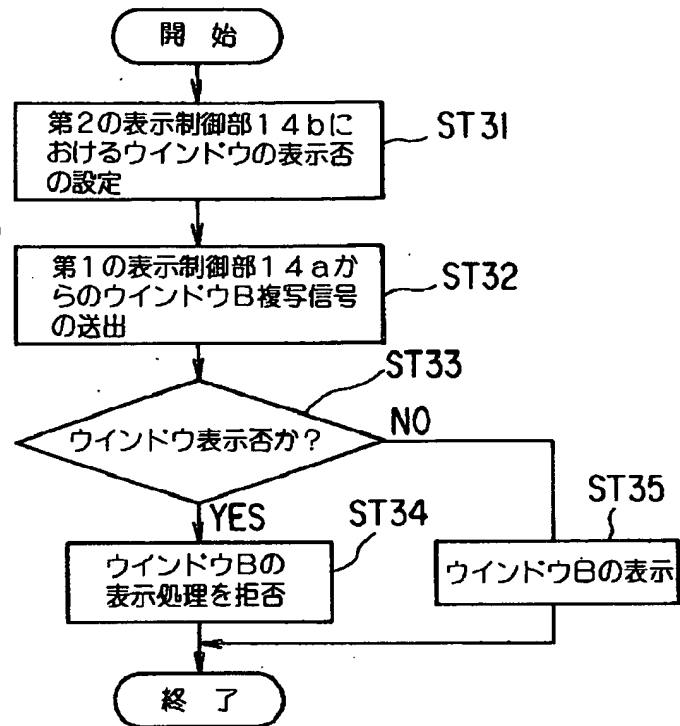 開 始
第2の表示制御部14bに
おけるウインドウの表示否
の設定
ST31
第1の表示制御部14aか
らのウインドウB複写信号
の送出
ST32
ST33
ウインドウ表示否か?
NO
YES
ST34
ST35
ウインドウBの
表示処理を拒否
ウインドウBの表示
終 了